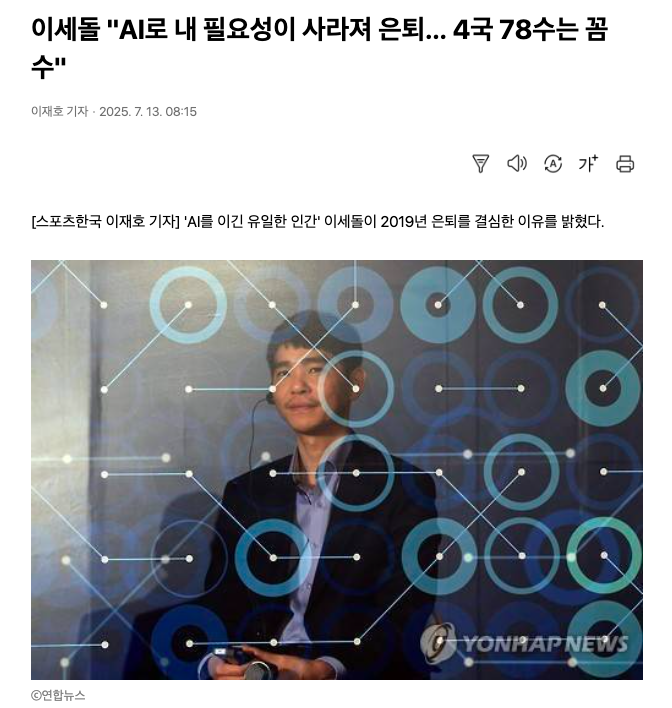 이세돌 "AI로 내 필요성이 사라져 은퇴... 4국 78수는 꼼
수"
이재호 기자 · 2025. 7. 13. 08:15
가+
[스포츠한국 이재호 기자] 'AI를 이긴 유일한 인간' 이세돌이 2019년 은퇴를 결심한 이유를 밝혔다.
YONHAP NEWS
ⓒ연합뉴스